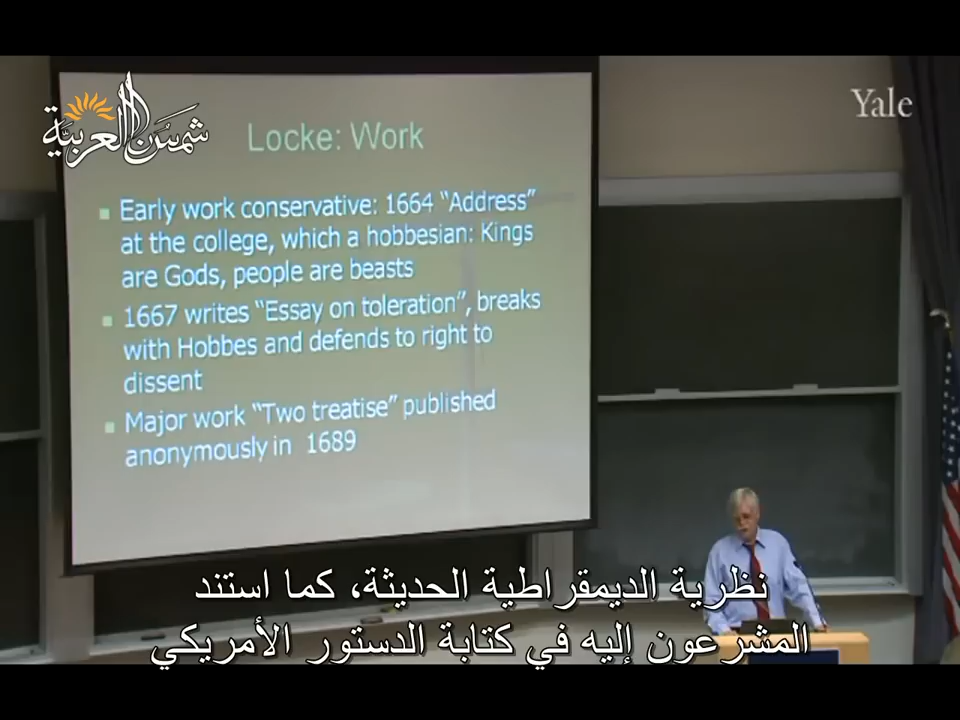 شمس العربية
Yale
Locke: Work
Early work conservative: 1664 “Address”
at the college, which a hobbesian: Kings
are Gods, people are beasts
1667 writes “Essay on toleration”, breaks
with Hobbes and defends to right to
dissent
Major work “Two treatise” published
anonymously in 1689
نظرية الديمقراطية الحديثة، كما استند
المشرعون إليه في كتابة الدستور الأمريكي